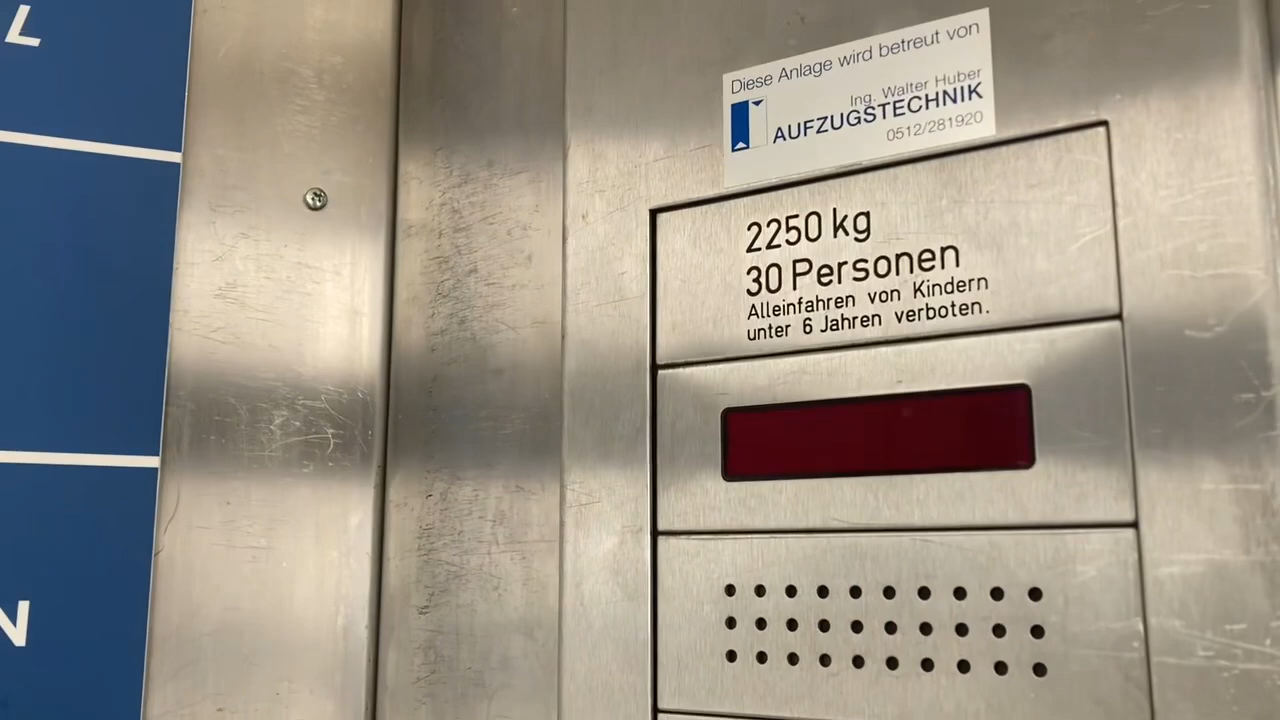 L
Diese Anlage wird betreut von
Ing. Walter Huber
AUFZUGSTECHNIK
0512/281920
2250 kg
30 Personen
Alleinfahren von Kindern
unter 6 Jahren verboten.
N